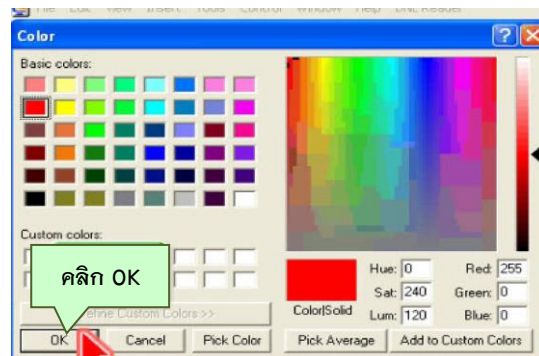 File Edit View Insert Tools Control Window Help
Color
Basic colors:
Custom colors:
คลิก OK
Define Custom Colors >>
OK Cancel Pick Color
Color|Solid
Hue: 0 Red: 255
Sat: 240 Green: 0
Lum: 120 Blue: 0
Pick Average Add to Custom Colors